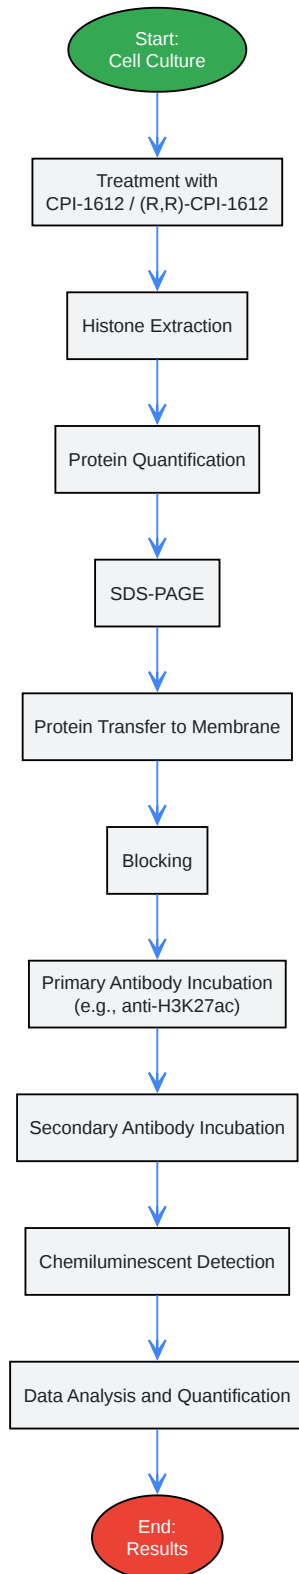 Start:
Cell Culture
Treatment with
CPI-1612 / (R,R)-CPI-1612
Histone Extraction
Protein Quantification
SDS-PAGE
Protein Transfer to Membrane
Blocking
Primary Antibody Incubation
(e.g., anti-H3K27ac)
Secondary Antibody Incubation
Chemiluminescent Detection
Data Analysis and Quantification
End:
Results